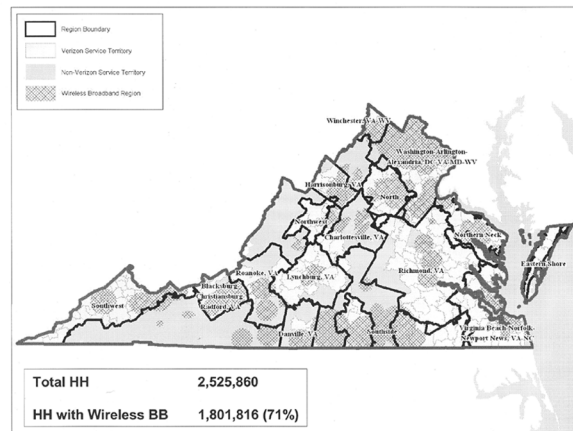 Region Boundary
Verizon Service Territory
Non-Verizon Service Territory
Wireless Broadband Region
Winchester, VA-WV
Washington-Arlington-
Alexandria, DC-VA-MD-WV
Harrisonburg, VA
North
Northwest
Charlottesville, VA
Northern Neck
Eastern Shore
Roanoke, VA
Richmond, VA
Lynchburg, VA
Blacksburg-
Christiansburg
Radford, VA
Southwest
Danville, VA
Southside
Virginia Beach-Norfolk-
Newport News, VA-NC
Total HH 2,525,860
HH with Wireless BB 1,801,816 (71%)